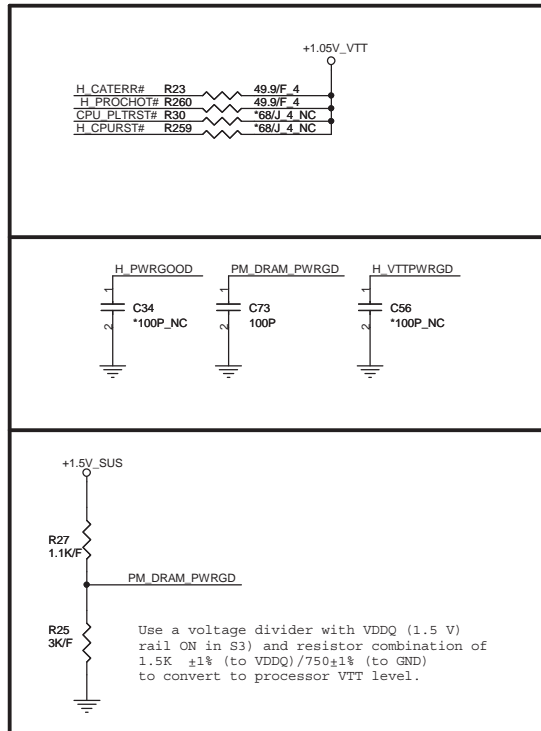 +1.05V_VTT
H_CATERR# R23 49.9/F_4
H_PROCHOT# R260 49.9/F_4
CPU_PLTRST# R30 *68/J_4_NC
H_CPURST# R259 *68/J_4_NC
H_PWRGOOD PM_DRAM_PWRGD H_VTTPWRGD
1 1 1
C34 C73 C56
*100P_NC 100P *100P_NC
2 2 2
+1.5V_SUS
R27
1.1K/F
PM_DRAM_PWRGD
R25
3K/F
Use a voltage divider with VDDQ (1.5 V)
rail ON in S3) and resistor combination of
1.5K ±1% (to VDDQ)/750±1% (to GND)
to convert to processor VTT level.